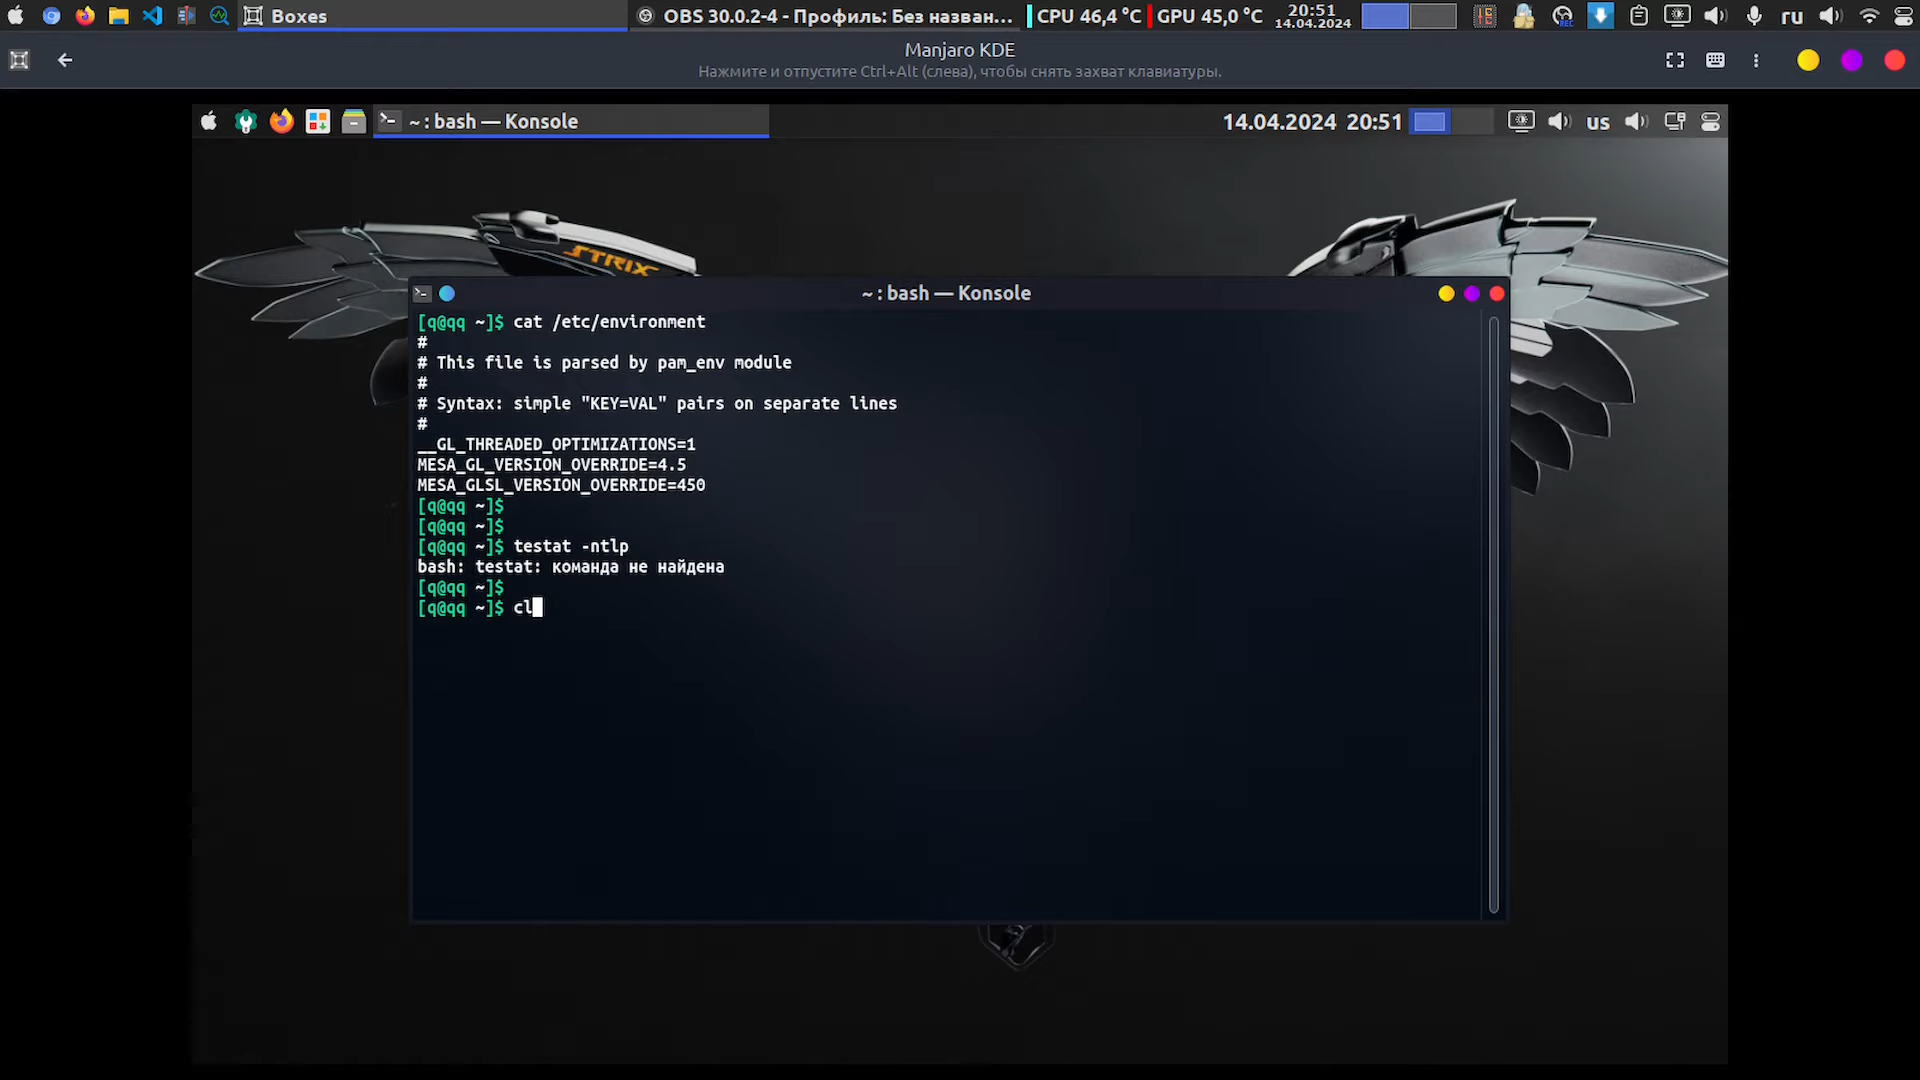 Boxes
OBS 30.0.2-4 - Профиль: Без назван...
CPU 46,4 °C
GPU 45,0 °C
20:51
14.04.2024
ru
Manjaro KDE
Нажмите и отпустите Ctrl+Alt (слева), чтобы снять захват клавиатуры.
~ : bash — Konsole
14.04.2024 20:51
us
STRIX
~ : bash — Konsole
[q@qq ~]$ cat /etc/environment
#
# This file is parsed by pam_env module
#
# Syntax: simple "KEY=VAL" pairs on separate lines
#
__GL_THREADED_OPTIMIZATIONS=1
MESA_GL_VERSION_OVERRIDE=4.5
MESA_GLSL_VERSION_OVERRIDE=450
[q@qq ~]$
[q@qq ~]$
[q@qq ~]$ testat -ntlp
bash: testat: команда не найдена
[q@qq ~]$
[q@qq ~]$ cl